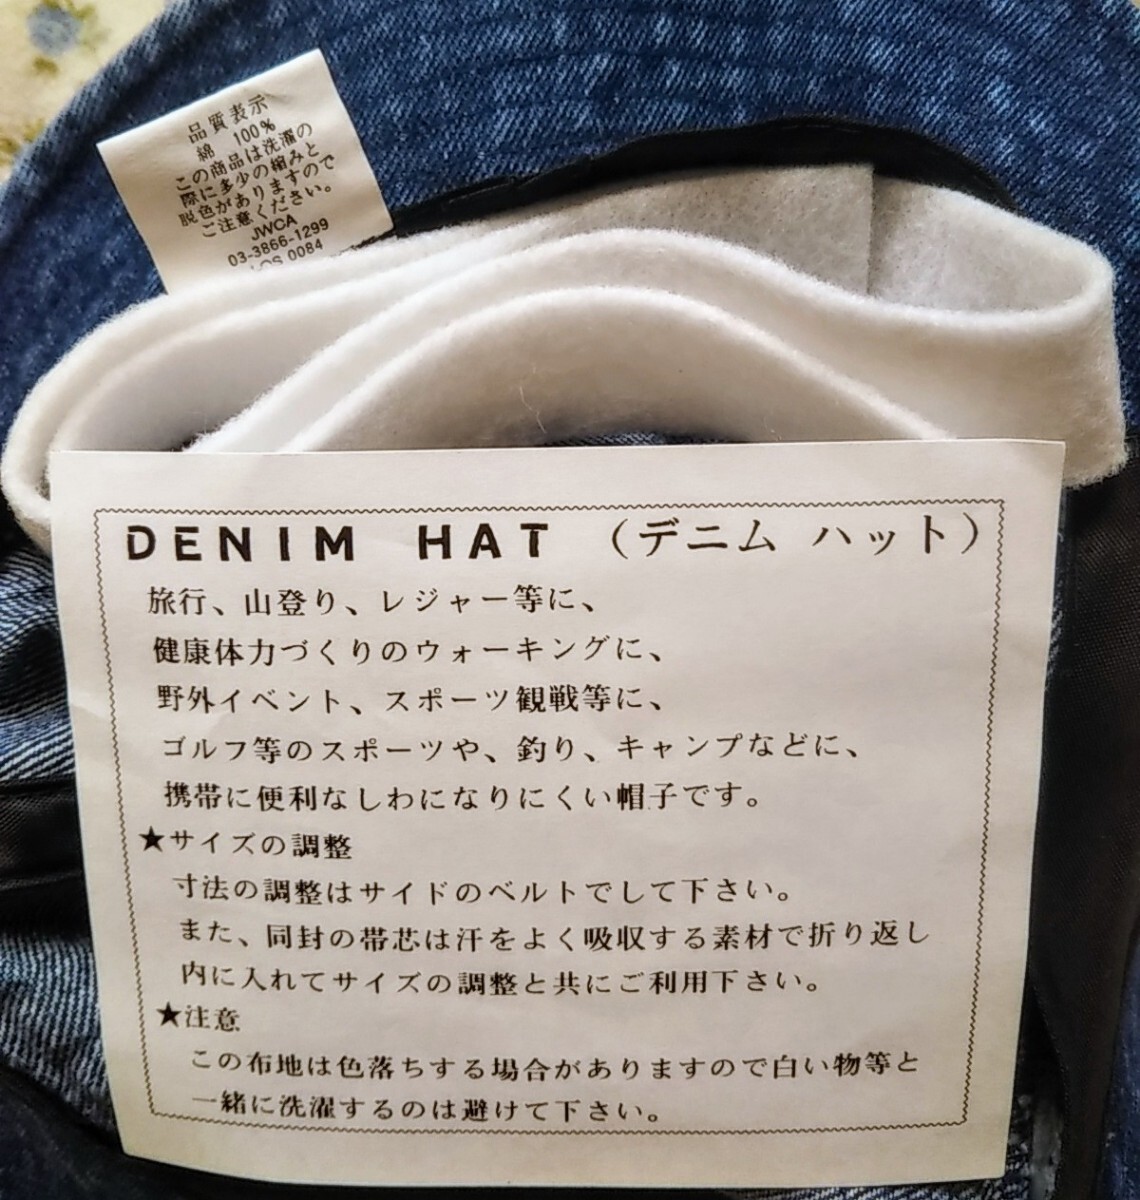 品質表示
綿 100%
この商品は洗濯の
際に多少の縮みと
脱色がありますので
ご注意ください。
JWCA
03-3866-1299
0084
DENIM HAT （デニム ハット）
旅行、山登り、レジャー等に、
健康体力づくりのウォーキングに、
野外イベント、スポーツ観戦等に、
ゴルフ等のスポーツや、釣り、キャンプなどに、
携帯に便利なしわになりにくい帽子です。
★サイズの調整
寸法の調整はサイドのベルトでして下さい。
また、同封の帯芯は汗をよく吸収する素材で折り返し
内に入れてサイズの調整と共にご利用下さい。
★注意
この布地は色落ちする場合がありますので白い物等と
一緒に洗濯するのは避けて下さい。